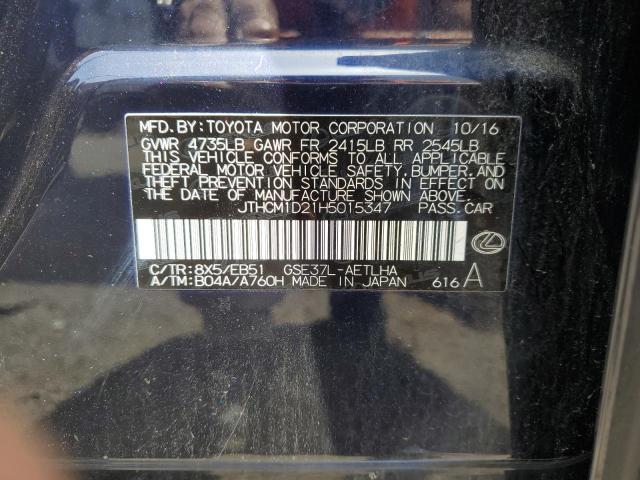 MFD.BY:TOYOTA MOTOR CORPORATION 10/16
GVWR 4735LB GAWR FR 2415LB RR 2545LB
THIS VEHICLE CONFORMS TO ALL APPLICABLE
FEDERAL MOTOR VEHICLE SAFETY,BUMPER,AND
THEFT PREVENTION STANDARDS IN EFFECT ON
THE DATE OF MANUFACTURE SHOWN ABOVE.
JTHCM1D21H5015347 PASS.CAR
C/TR:8X5/EB51 GSE37L-AETLHA
A/TM:B04A/A760H MADE IN JAPAN 616A